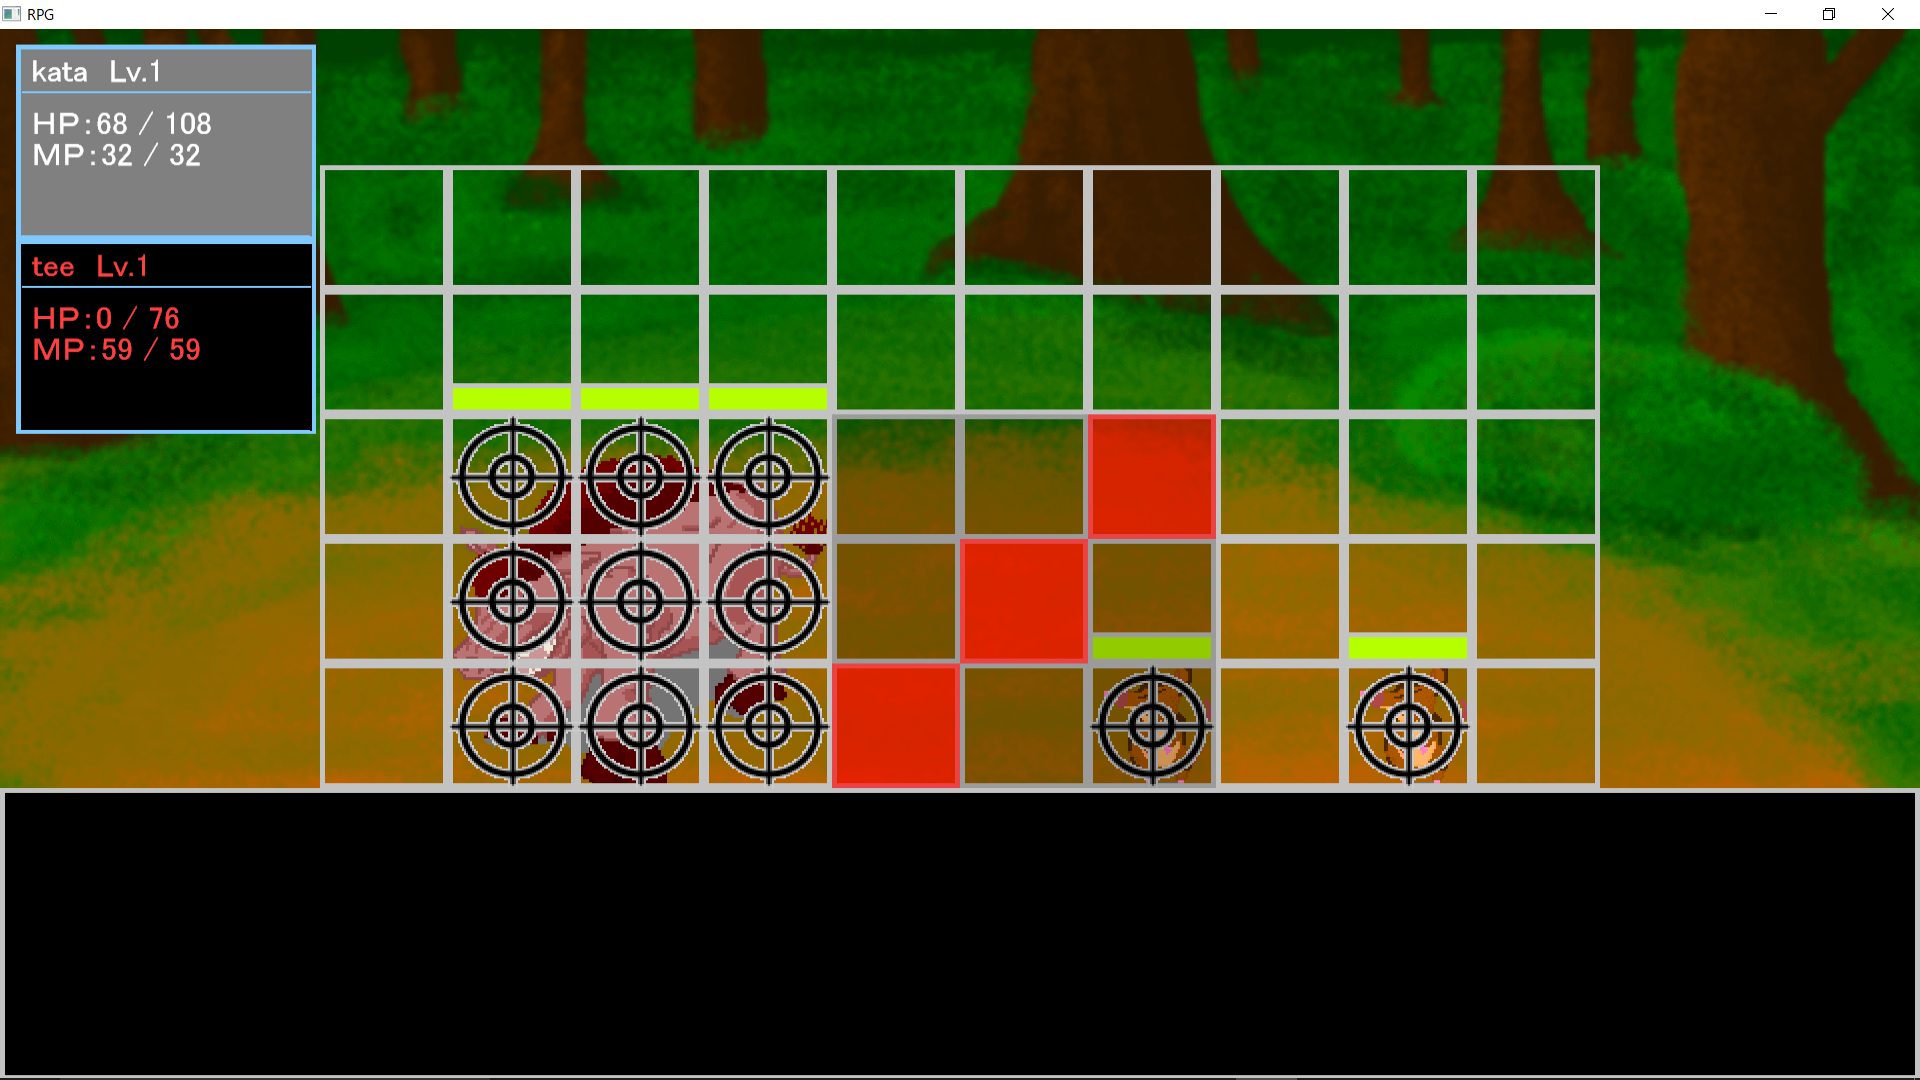 RPG
kata Lv.1
HP:68 / 108
MP:32 / 32
tee Lv.1
HP:0 / 76
MP:59 / 59